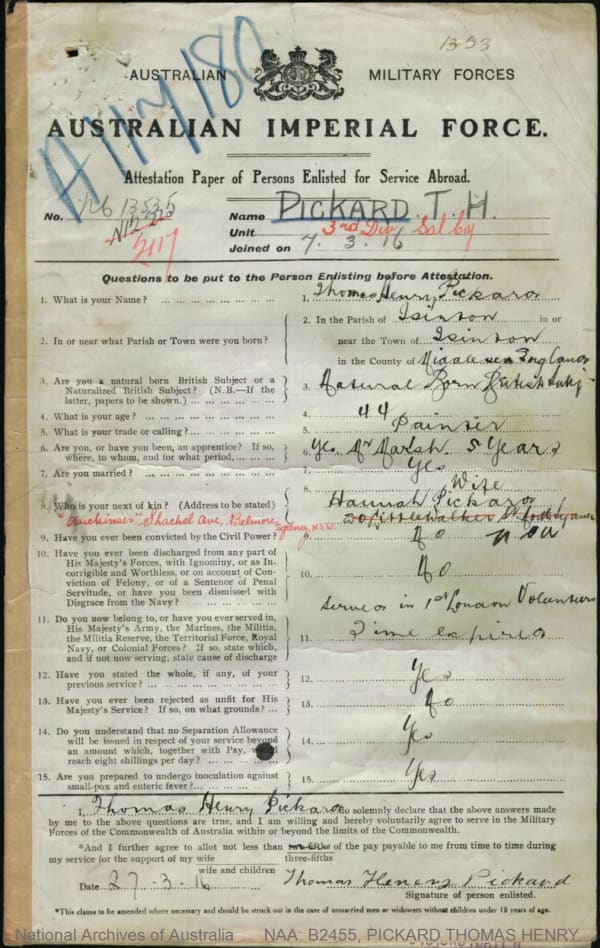 1353
AUSTRALIAN MILITARY FORCES
AUSTRALIAN IMPERIAL FORCE.
Attestation Paper of Persons Enlisted for Service Abroad.
No. Name PICKARD. T. H.
2117
Unit 3rd Div
Joined on 7. 3. 16
Questions to be put to the Person Enlisting before Attestation.
1. What is your Name? 1. Thomas Henry Pickard
2. In or near what Parish or Town were you born? 2. In the Parish of Isinton in or
near the Town of Isinton
in the County of Middlesex England
3. Are you a natural born British Subject or a Naturalized British Subject? (N.B.—If the latter, papers to be shown.) 3. Natural Born British Subj
4. What is your age? 4. 44
5. What is your trade or calling? 5. Painter
6. Are you, or have you been, an apprentice? If so, where, to whom, and for what period 6. Yes Mr Marsh 5 Years
7. Are you married? 7. Yes
8. Who is your next of kin? (Address to be stated) 8. Wife
Hannah Pickard
Shachel Ave, Belmore Sydney N.S.W.
30 Little Walker St North Sydney
NSW
9. Have you ever been convicted by the Civil Power? 9. No
10. Have you ever been discharged from any part of His Majesty's Forces, with Ignominy, or as Incorrigible and Worthless, or on account of Conviction of Felony, or of a Sentence of Penal Servitude, or have you been dismissed with Disgrace from the Navy? 10. No
11. Do you now belong to, or have you ever served in, His Majesty's Army, the Marines, the Militia, the Militia Reserve, the Territorial Force, Royal Navy, or Colonial Forces? If so, state which, and if not now serving, state cause of discharge 11. Served in 1st London Volunteers
Time expired
12. Have you stated the whole, if any, of your previous service? 12. Yes
13. Have you ever been rejected as unfit for His Majesty's Service? If so, on what grounds? 13. No
14. Do you understand that no Separation Allowance will be issued in respect of your service beyond an amount which, together with Pay, would reach eight shillings per day? 14. Yes
15. Are you prepared to undergo inoculation against small-pox and enteric fever? 15. Yes
I, Thomas Henry Pickard do solemnly declare that the above answers made
by me to the above questions are true, and I am willing and hereby voluntarily agree to serve in the Military
Forces of the Commonwealth of Australia within or beyond the limits of the Commonwealth.
*And I further agree to allot not less than two-fifths of the pay payable to me from time to time during
three-fifths
my service for the support of my wife
wife and children
Date 27-3-16 Thomas Henery Pickard
Signature of person enlisted.
*This clause to be amended where necessary and should be struck out in the case of unmarried men or widowers without children under 18 years of age.
National Archives of Australia NAA: B2455, PICKARD THOMAS HENRY